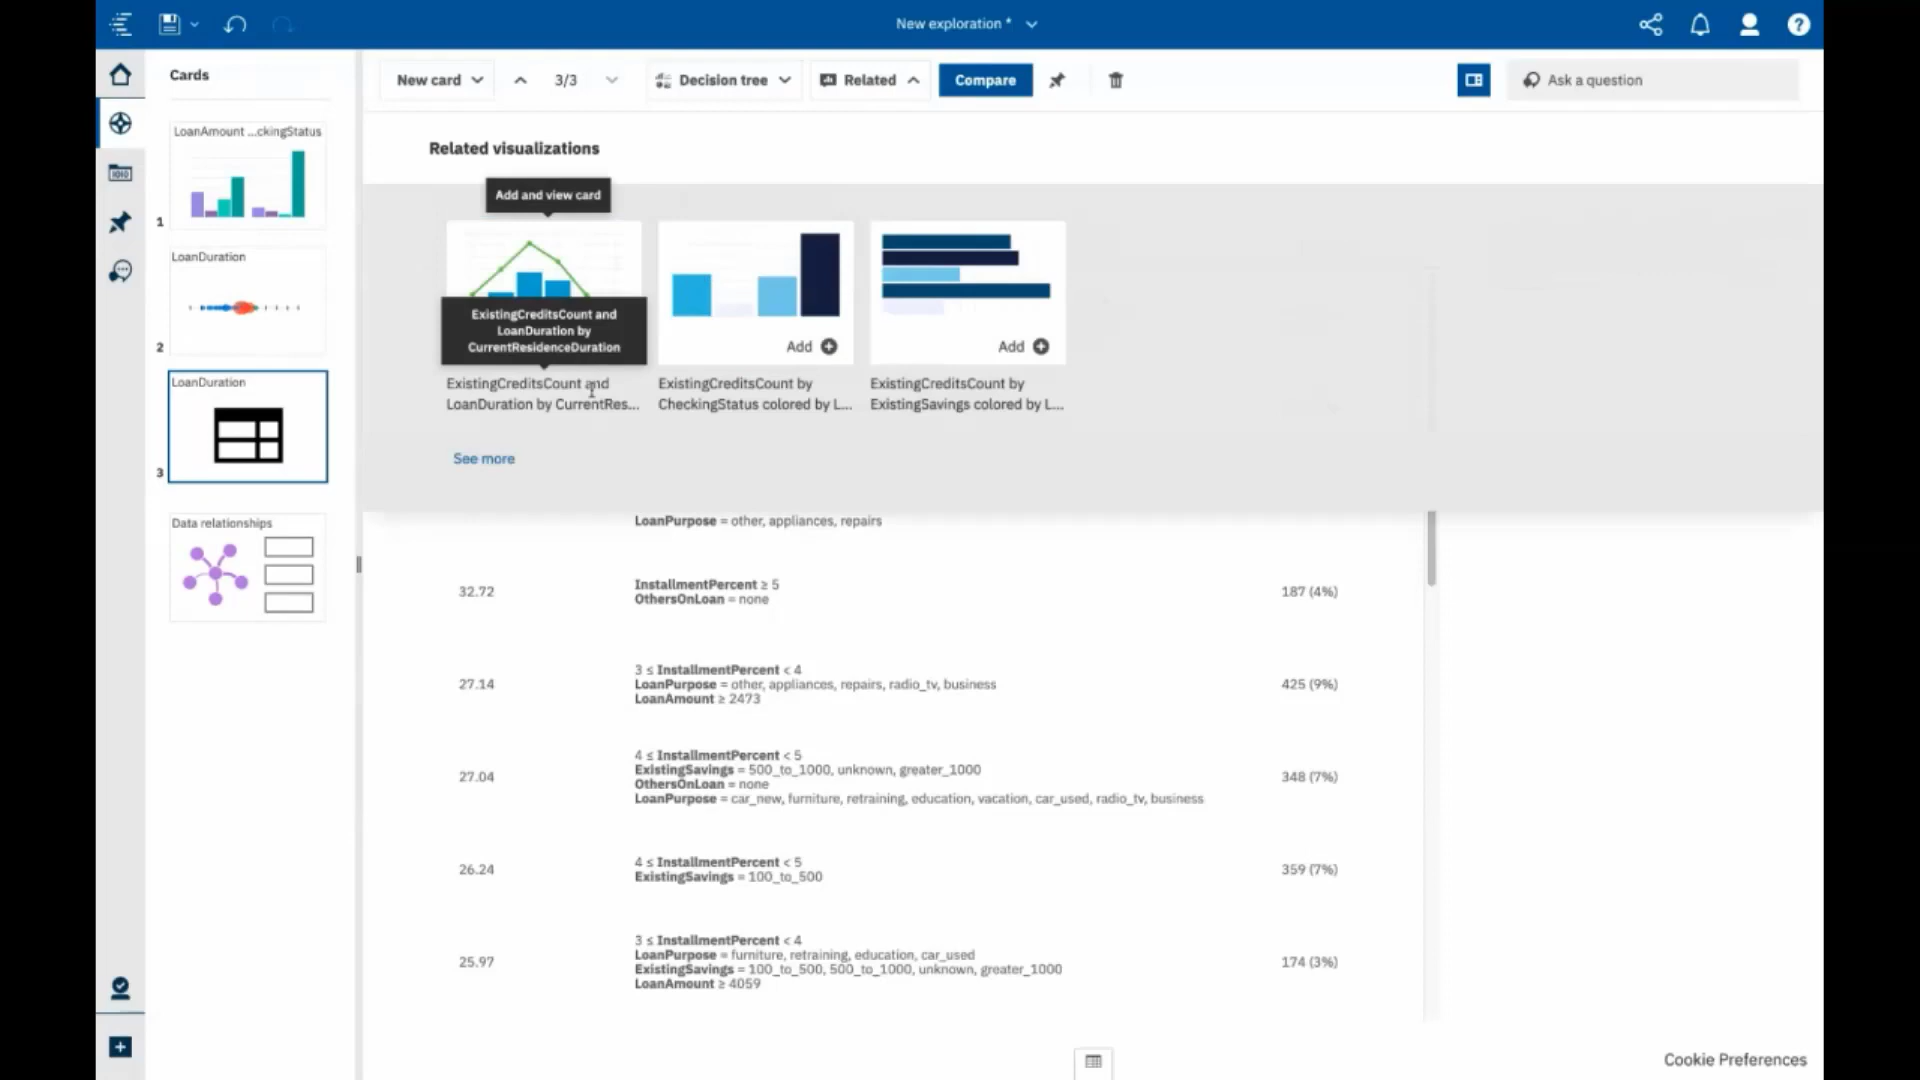 New exploration *
Cards
New card
3/3
Decision tree
Related
Compare
Ask a question
LoanAmount ...ckingStatus
1
LoanDuration
2
LoanDuration
3
Data relationships
Related visualizations
Add and view card
ExistingCreditsCount and
LoanDuration by
CurrentResidenceDuration
Add
Add
ExistingCreditsCount and
LoanDuration by CurrentRes...
ExistingCreditsCount by
CheckingStatus colored by L...
ExistingCreditsCount by
ExistingSavings colored by L...
See more
LoanPurpose = other, appliances, repairs
32.72
InstallmentPercent ≥ 5
OthersOnLoan = none
187 (4%)
27.14
3 ≤ InstallmentPercent < 4
LoanPurpose = other, appliances, repairs, radio_tv, business
LoanAmount ≥ 2473
425 (9%)
27.04
4 ≤ InstallmentPercent < 5
ExistingSavings = 500_to_1000, unknown, greater_1000
OthersOnLoan = none
LoanPurpose = car_new, furniture, retraining, education, vacation, car_used, radio_tv, business
348 (7%)
26.24
4 ≤ InstallmentPercent < 5
ExistingSavings = 100_to_500
359 (7%)
25.97
3 ≤ InstallmentPercent < 4
LoanPurpose = furniture, retraining, education, car_used
ExistingSavings = 100_to_500, 500_to_1000, unknown, greater_1000
LoanAmount ≥ 4059
174 (3%)
Cookie Preferences